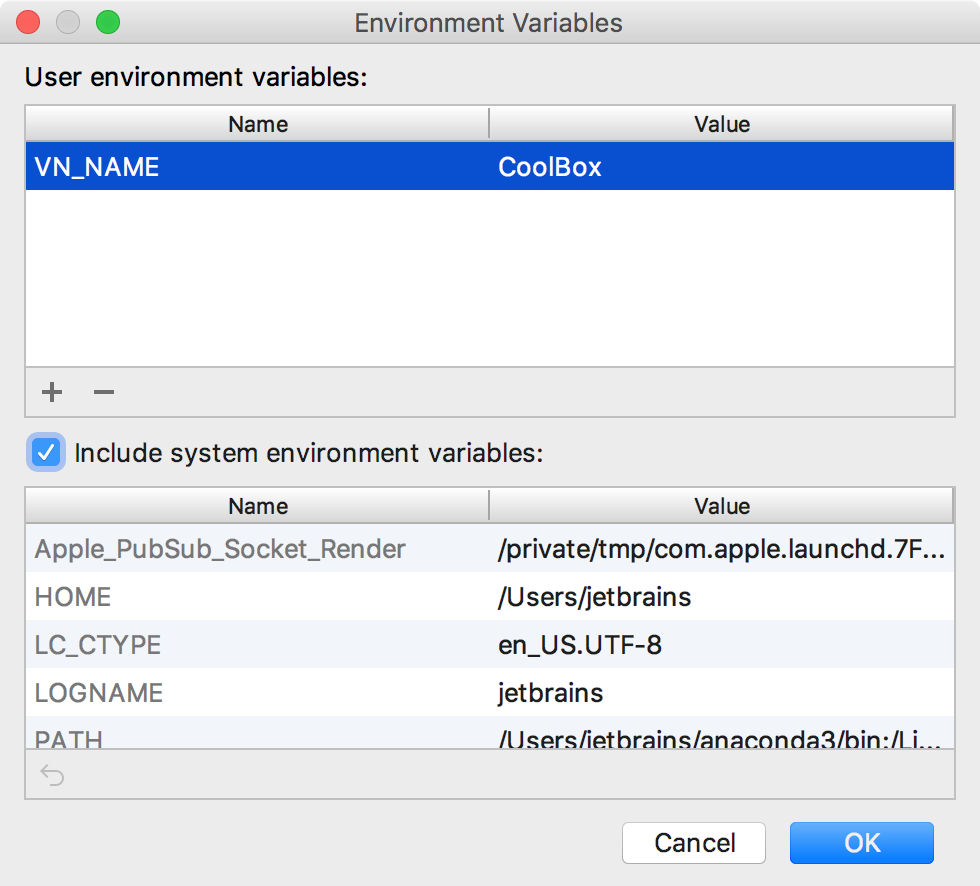 Environment Variables
User environment variables:
Name Value
VN_NAME CoolBox
Include system environment variables:
Name Value
Apple_PubSub_Socket_Render /private/tmp/com.apple.launchd.7F...
HOME /Users/jetbrains
LC_CTYPE en_US.UTF-8
LOGNAME jetbrains
PATH /Users/jetbrains/anaconda3/bin:/Li...
Cancel OK